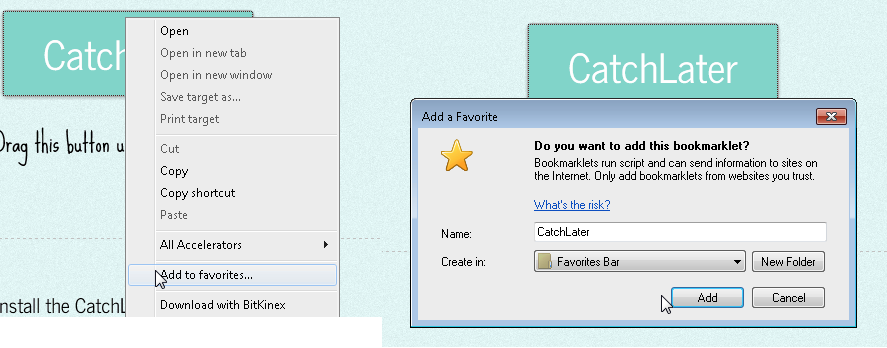 Catch
Open
Open in new tab
Open in new window
Save target as...
Print target
Cut
Copy
Copy shortcut
Paste
All Accelerators
Add to favorites...
Download with BitKinex
Drag this button u
nstall the CatchL
CatchLater
Add a Favorite
Do you want to add this bookmarklet?
Bookmarklets run script and can send information to sites on
the Internet. Only add bookmarklets from websites you trust.
What's the risk?
Name: CatchLater
Create in: Favorites Bar New Folder
Add Cancel